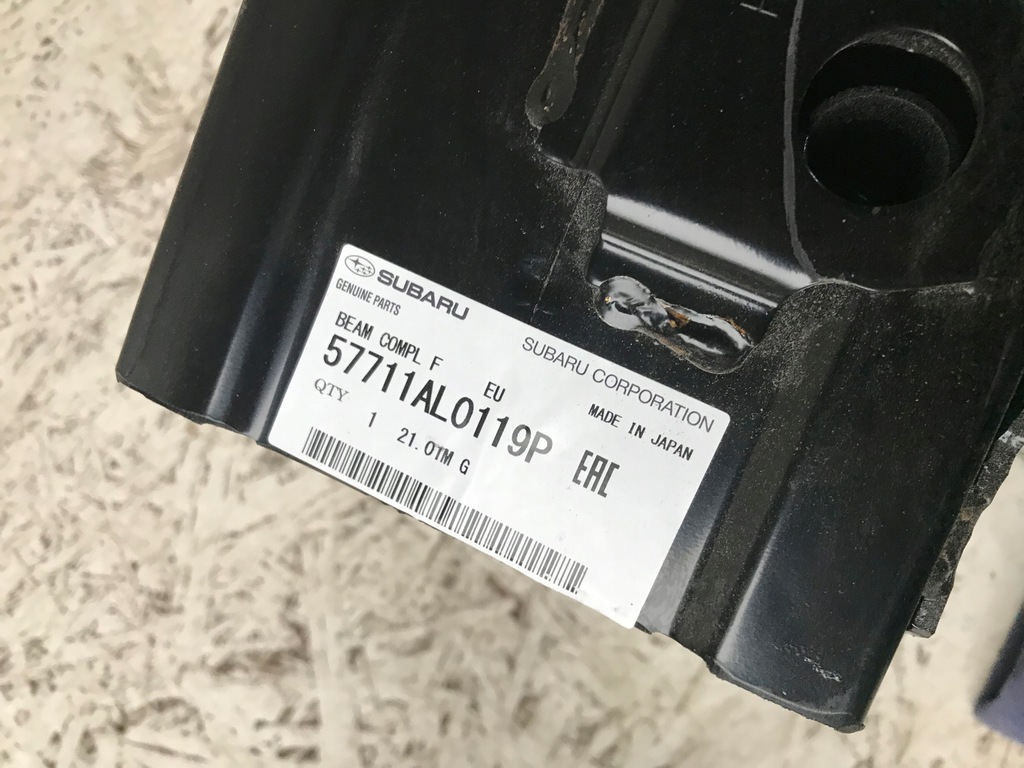 SUBARU
GENUINE PARTS
SUBARU CORPORATION
BEAM COMPL F EU
MADE IN JAPAN
57711AL0119P
EAC
QTY 1 21.0TM G